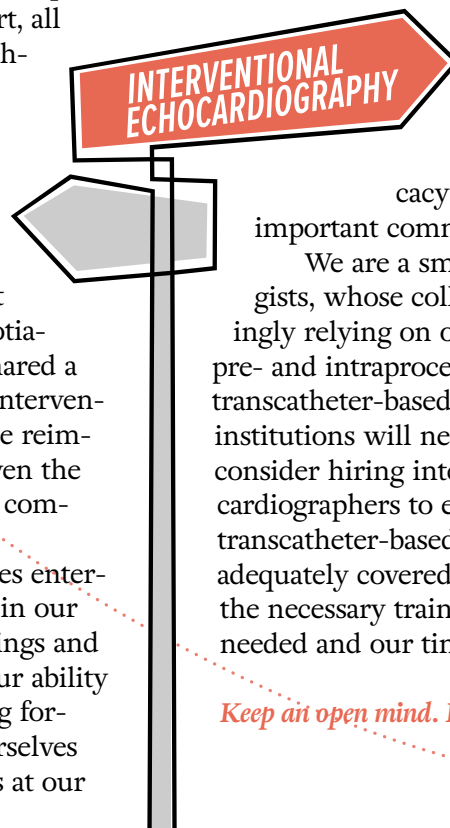 rt, all
h-
INTERVENTIONAL
ECHOCARDIOGRAPHY
t
otia-
hared a
nterven-
e reim-
ven the
com-
es enter-
in our
ings and
ur ability
g for-
rselves
s at our
cacy
important comm
We are a sm
gists, whose coll
ingly relying on o
pre- and intraproce
transcatheter-based
institutions will ne
consider hiring inte
cardiographers to e
transcatheter-based
adequately covered
the necessary train
needed and our tim
Keep an open mind.